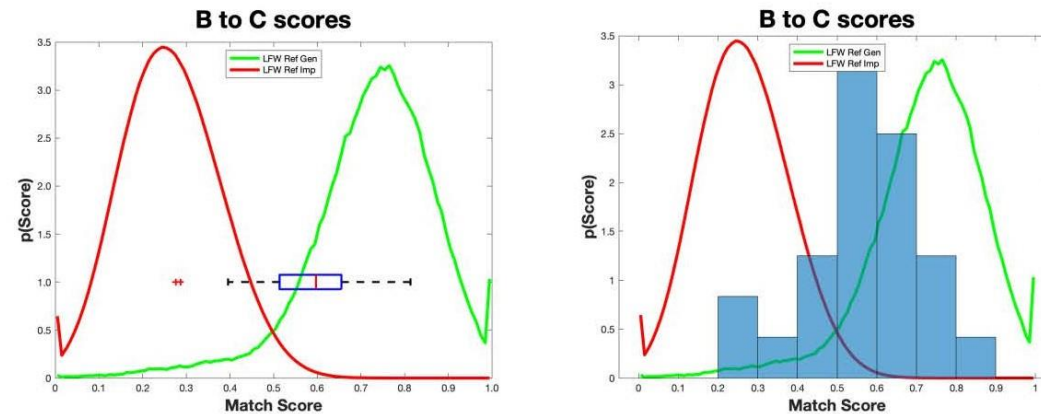 B to C scores
3.5
3.0
2.5
2.0
1.5
1.0
0.5
0
p(Score)
LFW Ref Gen
LFW Ref Imp
0 0.1 0.2 0.3 0.4 0.5 0.6 0.7 0.8 0.9 1.0
Match Score
B to C scores
3.5
3.0
2.5
2.0
1.5
1.0
0.5
0
p(Score)
LFW Ref Gen
LFW Ref Imp
0 0.1 0.2 0.3 0.4 0.5 0.6 0.7 0.8 0.9 1
Match Score